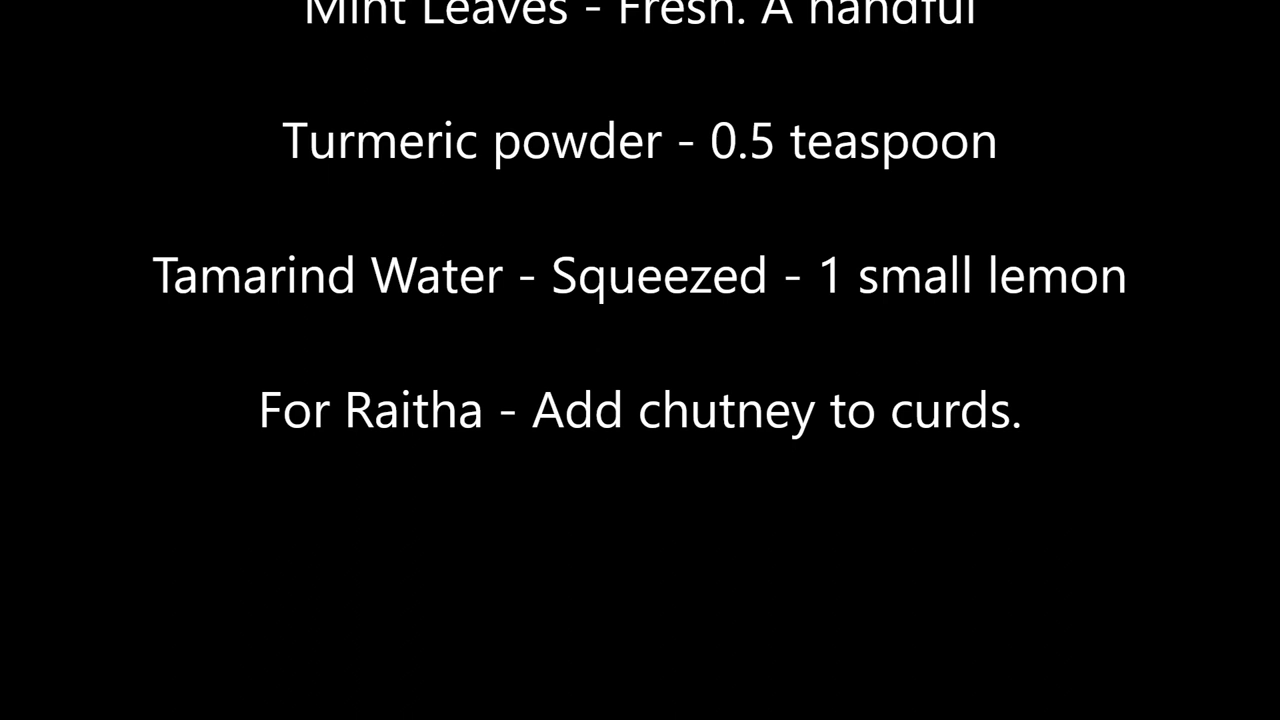 Mint Leaves - Fresh. A handful
Turmeric powder - 0.5 teaspoon
Tamarind Water - Squeezed - 1 small lemon
For Raitha - Add chutney to curds.